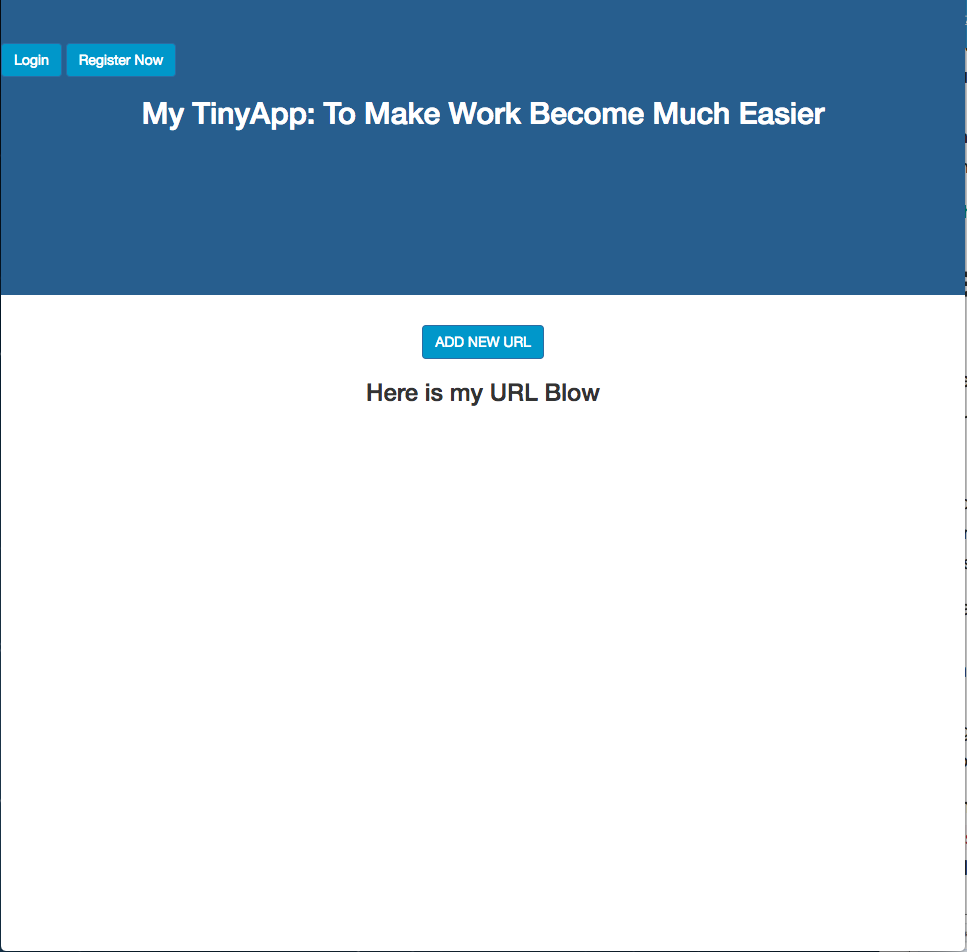 Login Register Now
My TinyApp: To Make Work Become Much Easier
ADD NEW URL
Here is my URL Blow